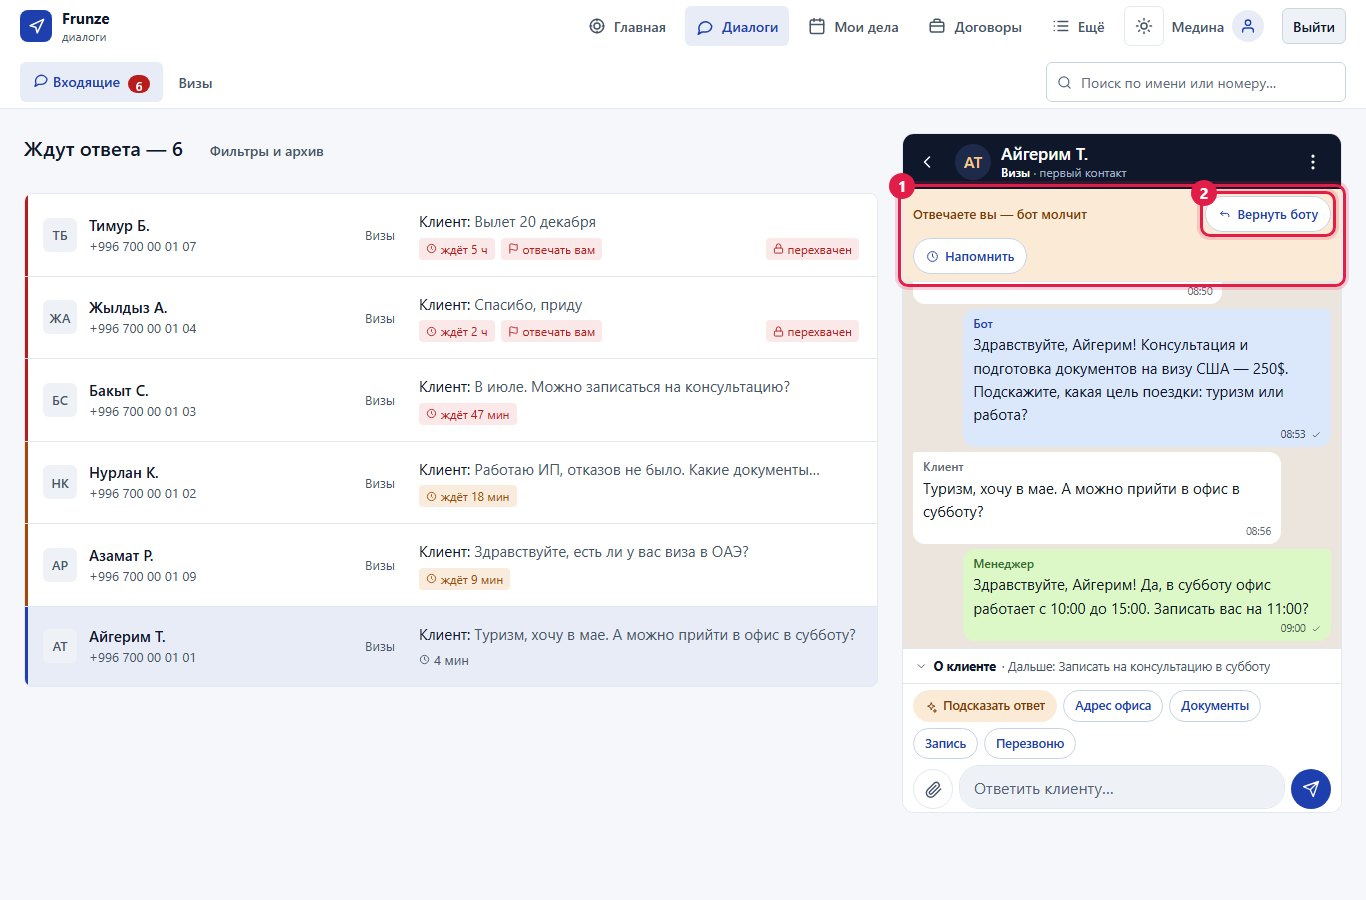 Frunze
диалоги
Главная
Диалоги
Мои дела
Договоры
Ещё
Медина
Выйти
Входящие 6
Визы
Поиск по имени или номеру...
Ждут ответа — 6
Фильтры и архив
ТБ
Тимур Б.
+996 700 00 01 07
Визы
Клиент: Вылет 20 декабря
ждёт 5 ч
отвечать вам
перехвачен
ЖА
Жылдыз А.
+996 700 00 01 04
Визы
Клиент: Спасибо, приду
ждёт 2 ч
отвечать вам
перехвачен
БС
Бакыт С.
+996 700 00 01 03
Визы
Клиент: В июле. Можно записаться на консультацию?
ждёт 47 мин
НК
Нурлан К.
+996 700 00 01 02
Визы
Клиент: Работаю ИП, отказов не было. Какие документы...
ждёт 18 мин
АР
Азамат Р.
+996 700 00 01 09
Визы
Клиент: Здравствуйте, есть ли у вас виза в ОАЭ?
ждёт 9 мин
АТ
Айгерим Т.
+996 700 00 01 01
Визы
Клиент: Туризм, хочу в мае. А можно прийти в офис в субботу?
4 мин
АТ
Айгерим Т.
Визы · первый контакт
1
2
Отвечаете вы — бот молчит
Вернуть боту
Напомнить
08:50
Бот
Здравствуйте, Айгерим! Консультация и
подготовка документов на визу США — 250$.
Подскажите, какая цель поездки: туризм или
работа?
08:53
Клиент
Туризм, хочу в мае. А можно прийти в офис в
субботу?
08:56
Менеджер
Здравствуйте, Айгерим! Да, в субботу офис
работает с 10:00 до 15:00. Записать вас на 11:00?
09:00
О клиенте · Дальше: Записать на консультацию в субботу
Подсказать ответ
Адрес офиса
Документы
Запись
Перезвоню
Ответить клиенту...